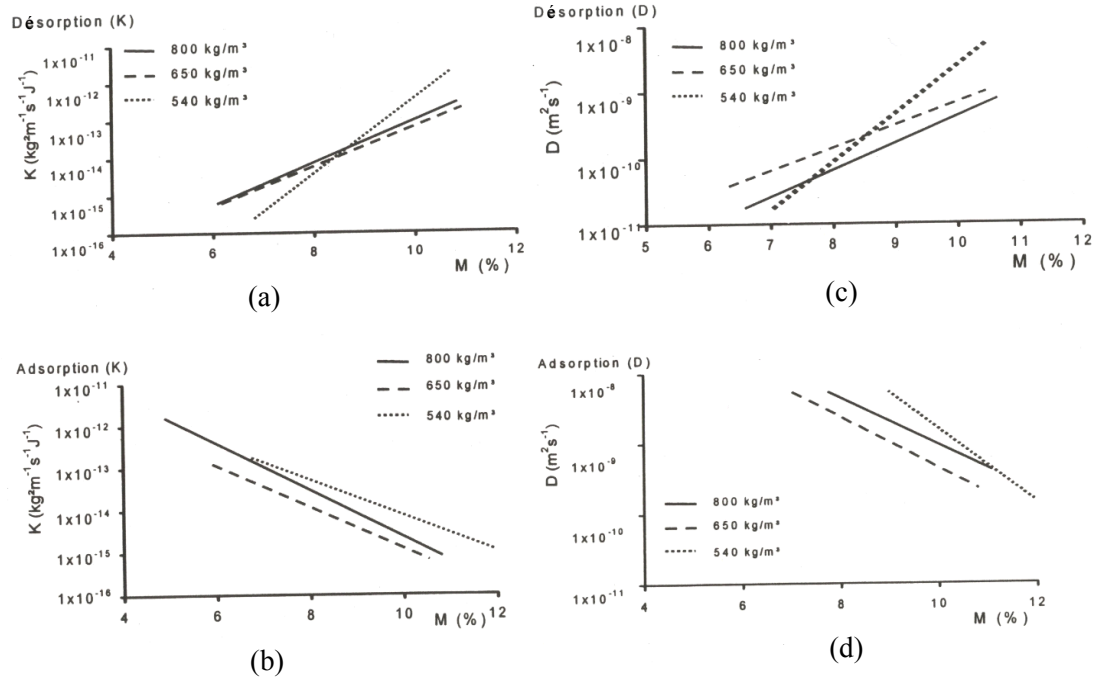 Désorption (K)
800 kg/m³
650 kg/m³
540 kg/m³
K (kg²m⁻¹s⁻¹J⁻¹)
1x10⁻¹¹
1x10⁻¹²
1x10⁻¹³
1x10⁻¹⁴
1x10⁻¹⁵
1x10⁻¹⁶
4 6 8 10 12
M (%)
(a)
Désorption (D)
800 kg/m³
650 kg/m³
540 kg/m³
D (m²s⁻¹)
1x10⁻⁸
1x10⁻⁹
1x10⁻¹⁰
1x10⁻¹¹
5 6 7 8 9 10 11 12
M (%)
(c)
Adsorption (K)
800 kg/m³
650 kg/m³
540 kg/m³
K (kg²m⁻¹s⁻¹J⁻¹)
1x10⁻¹¹
1x10⁻¹²
1x10⁻¹³
1x10⁻¹⁴
1x10⁻¹⁵
1x10⁻¹⁶
4 6 8 10 12
M (%)
(b)
Adsorption (D)
800 kg/m³
650 kg/m³
540 kg/m³
D (m²s⁻¹)
1x10⁻⁸
1x10⁻⁹
1x10⁻¹⁰
1x10⁻¹¹
4 6 8 10 12
M (%)
(d)